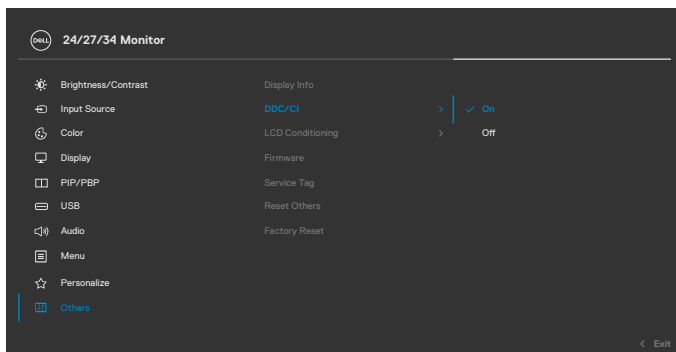 DELL
24/27/34 Monitor
Brightness/Contrast
Display Info
Input Source
DDC/CI
On
Color
LCD Conditioning
Off
Display
Firmware
PIP/PBP
Service Tag
USB
Reset Others
Audio
Factory Reset
Menu
Personalize
Others
Exit